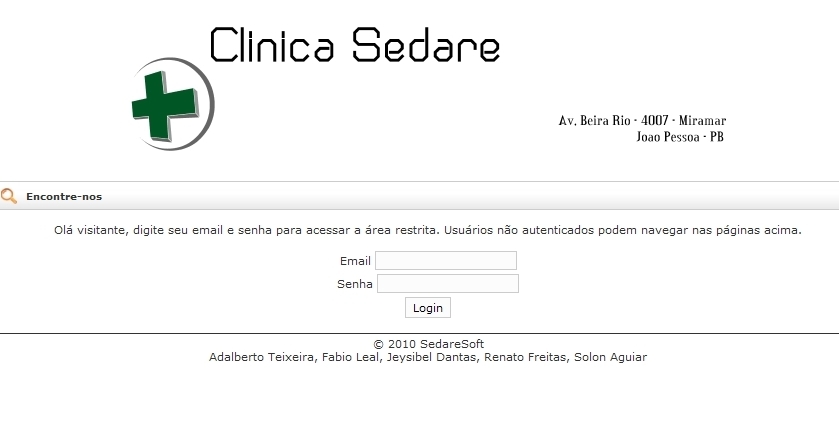 Clinica Sedare
Av. Beira Rio - 4007 - Miramar
Joao Pessoa - PB
Encontre-nos
Olá visitante, digite seu email e senha para acessar a área restrita. Usuários não autenticados podem navegar nas páginas acima.
Email
Senha
Login
© 2010 SedareSoft
Adalberto Teixeira, Fabio Leal, Jeysibel Dantas, Renato Freitas, Solon Aguiar